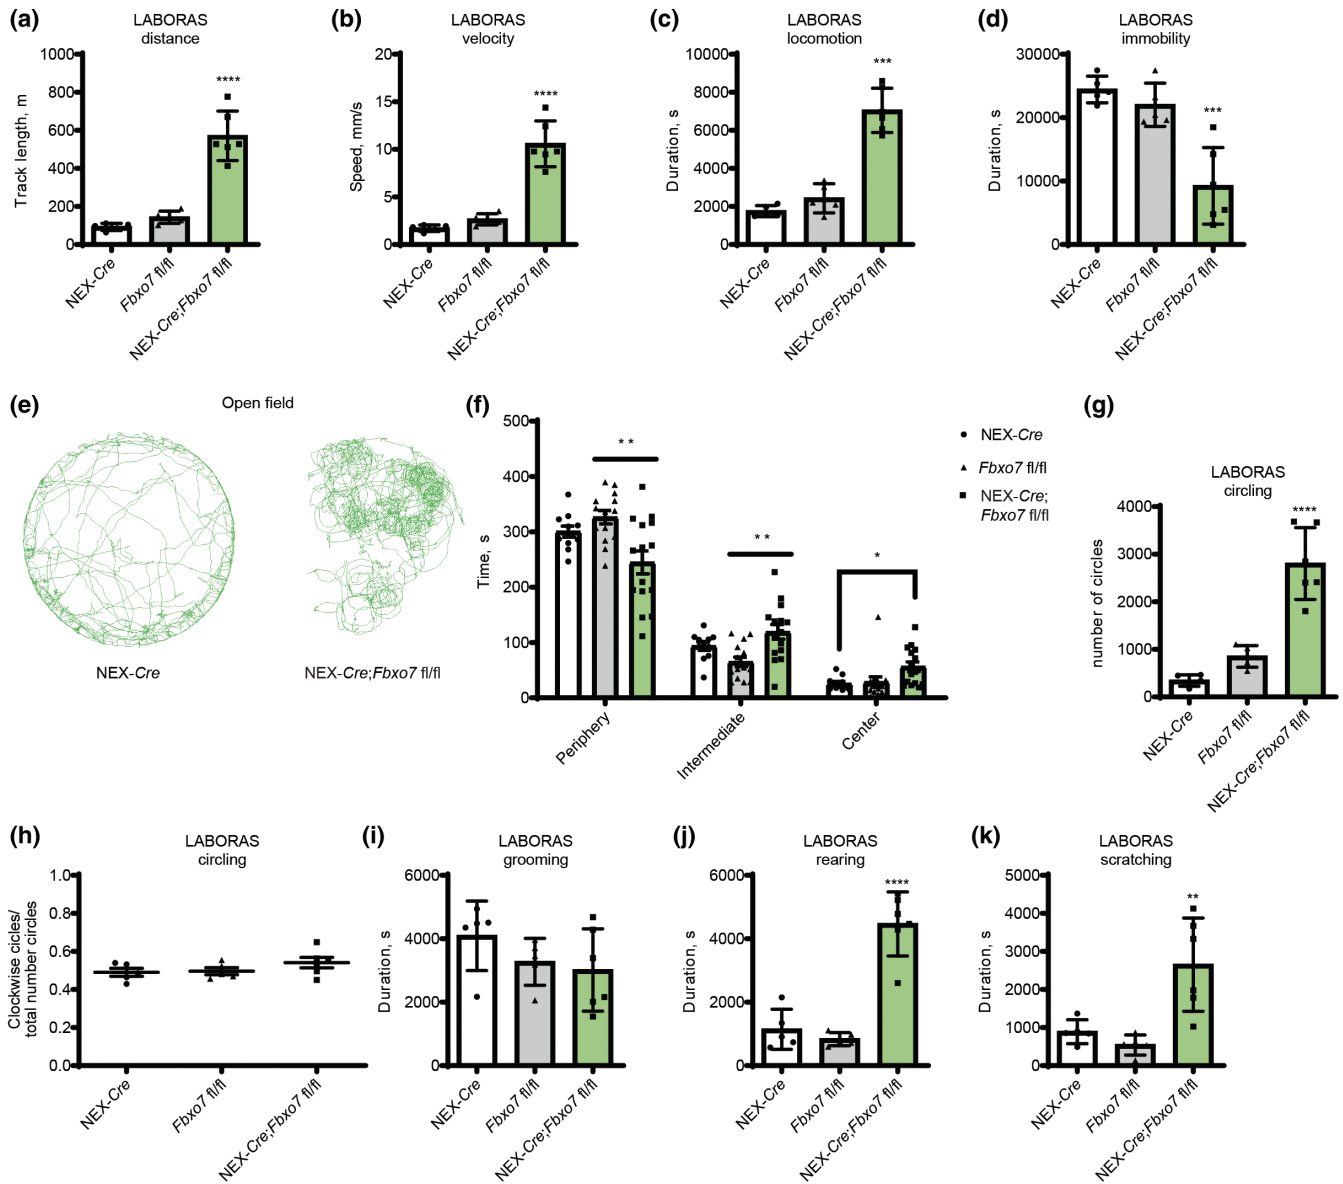 (a)
LABORAS
distance
Track length, m
1000
800
600
400
200
0
****
NEX-Cre
Fbxo7 fl/fl
NEX-Cre;Fbxo7 fl/fl
(b)
LABORAS
velocity
Speed, mm/s
20
15
10
5
0
****
NEX-Cre
Fbxo7 fl/fl
NEX-Cre;Fbxo7 fl/fl
(c)
LABORAS
locomotion
Duration, s
10000
8000
6000
4000
2000
0
***
NEX-Cre
Fbxo7 fl/fl
NEX-Cre;Fbxo7 fl/fl
(d)
LABORAS
immobility
Duration, s
30000
20000
10000
0
***
NEX-Cre
Fbxo7 fl/fl
NEX-Cre;Fbxo7 fl/fl
(e)
Open field
NEX-Cre
NEX-Cre;Fbxo7 fl/fl
(f)
Time, s
500
400
300
200
100
0
* *
* *
*
Periphery
Intermediate
Center
NEX-Cre
Fbxo7 fl/fl
NEX-Cre;
Fbxo7 fl/fl
(g)
LABORAS
circling
number of circles
4000
3000
2000
1000
0
****
NEX-Cre
Fbxo7 fl/fl
NEX-Cre;Fbxo7 fl/fl
(h)
LABORAS
circling
Clockwise cicles/
total number circles
1.0
0.8
0.6
0.4
0.2
0.0
NEX-Cre
Fbxo7 fl/fl
NEX-Cre;Fbxo7 fl/fl
(i)
LABORAS
grooming
Duration, s
6000
4000
2000
0
NEX-Cre
Fbxo7 fl/fl
NEX-Cre;Fbxo7 fl/fl
(j)
LABORAS
rearing
Duration, s
6000
4000
2000
0
****
NEX-Cre
Fbxo7 fl/fl
NEX-Cre;Fbxo7 fl/fl
(k)
LABORAS
scratching
Duration, s
5000
4000
3000
2000
1000
0
**
NEX-Cre
Fbxo7 fl/fl
NEX-Cre;Fbxo7 fl/fl